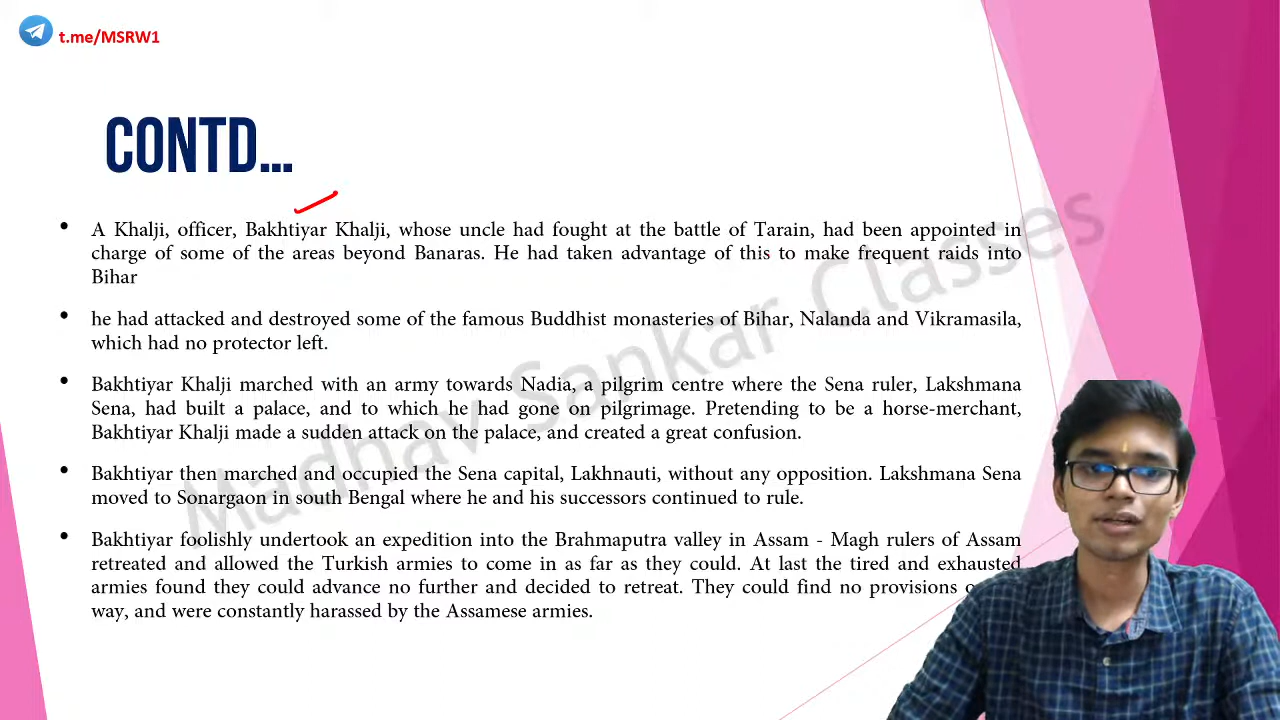 t.me/MSRW1
CONTD...
• A Khalji, officer, Bakhtiyar Khalji, whose uncle had fought at the battle of Tarain, had been appointed in
charge of some of the areas beyond Banaras. He had taken advantage of this to make frequent raids into
Bihar
• he had attacked and destroyed some of the famous Buddhist monasteries of Bihar, Nalanda and Vikramasila,
which had no protector left.
• Bakhtiyar Khalji marched with an army towards Nadia, a pilgrim centre where the Sena ruler, Lakshmana
Sena, had built a palace, and to which he had gone on pilgrimage. Pretending to be a horse-merchant,
Bakhtiyar Khalji made a sudden attack on the palace, and created a great confusion.
• Bakhtiyar then marched and occupied the Sena capital, Lakhnauti, without any opposition. Lakshmana Sena
moved to Sonargaon in south Bengal where he and his successors continued to rule.
• Bakhtiyar foolishly undertook an expedition into the Brahmaputra valley in Assam - Magh rulers of Assam
retreated and allowed the Turkish armies to come in as far as they could. At last the tired and exhausted
armies found they could advance no further and decided to retreat. They could find no provisions
way, and were constantly harassed by the Assamese armies.
Madhav Sankar Classes